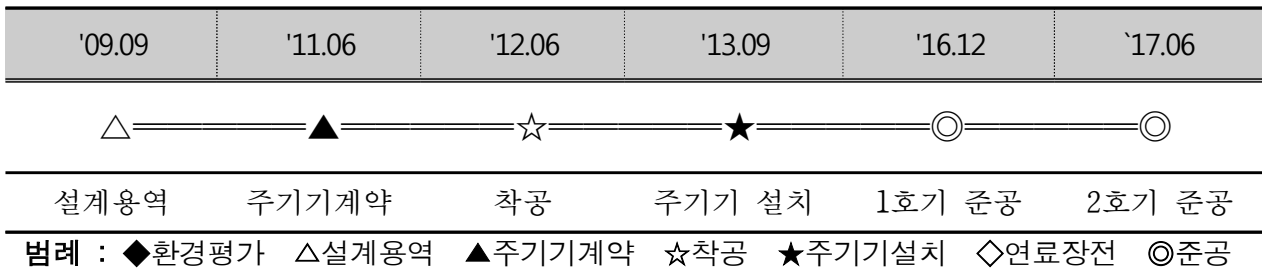 '09.09 '11.06 '12.06 '13.09 '16.12 `17.06
△═════▲═════☆═════★═════◎═════◎
설계용역 주기기계약 착공 주기기 설치 1호기 준공 2호기 준공
범례 : ◆환경평가 △설계용역 ▲주기기계약 ☆착공 ★주기기설치 ◇연료장전 ◎준공